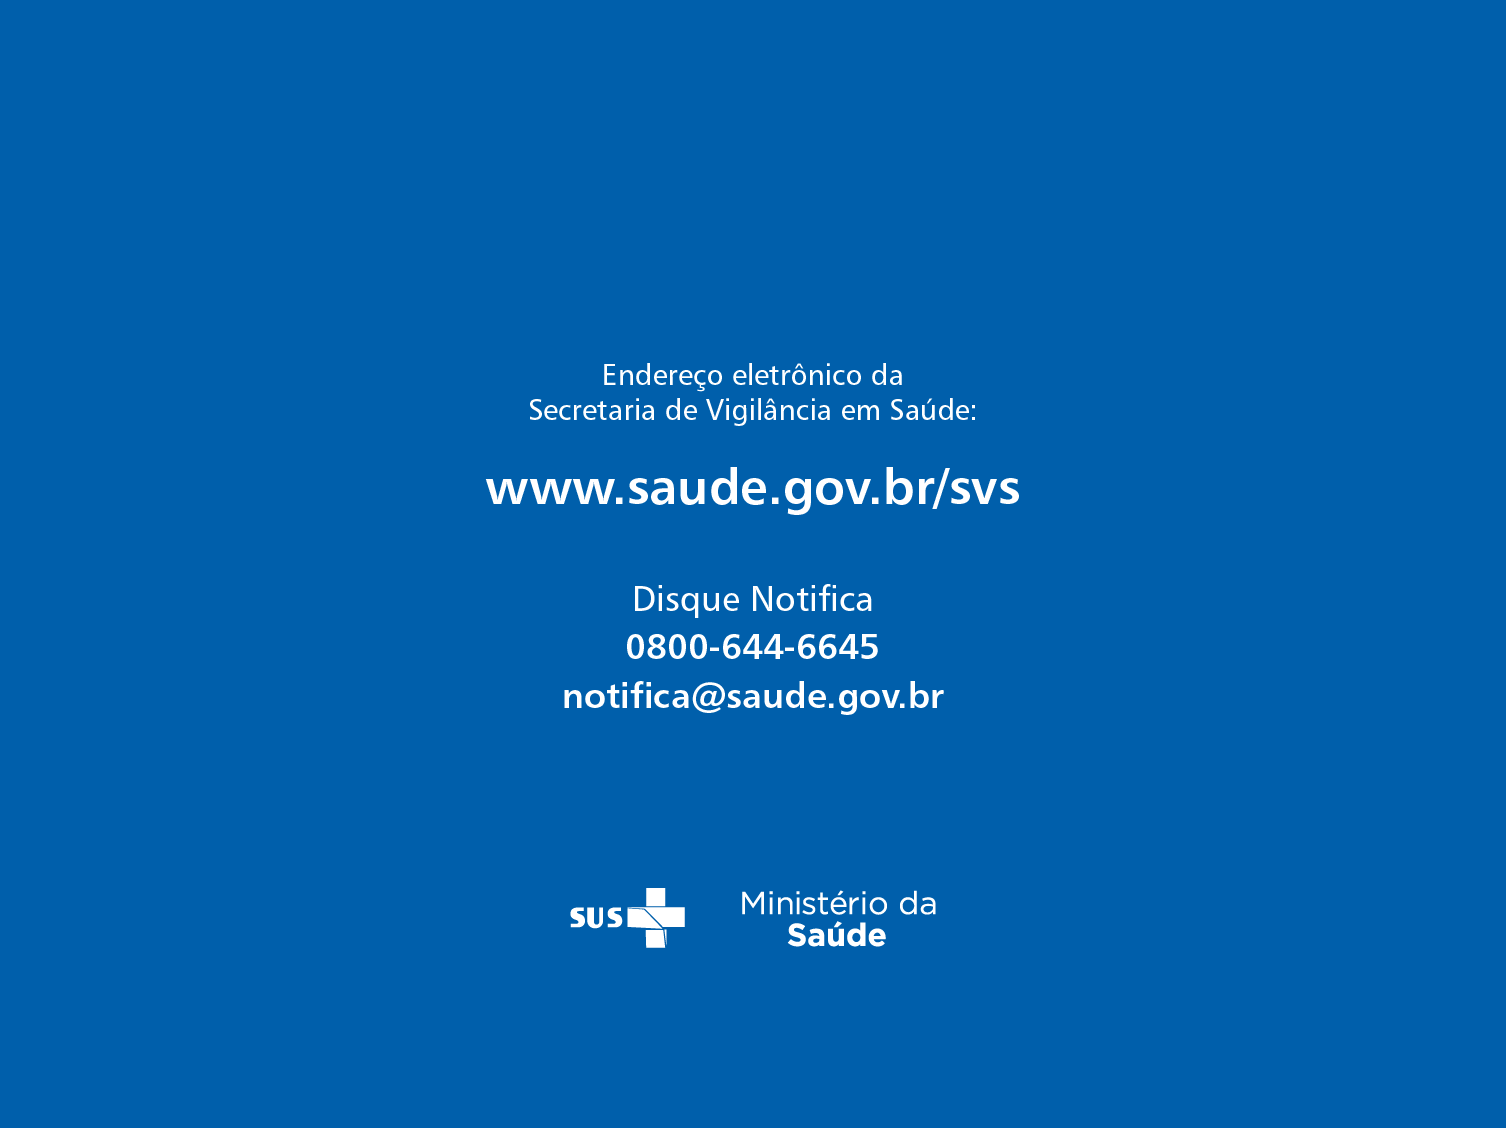 Endereço eletrônico da
Secretaria de Vigilância em Saúde:
www.saude.gov.br/svs
Disque Notifica
0800-644-6645
notifica@saude.gov.br
SUS
Ministério da
Saúde